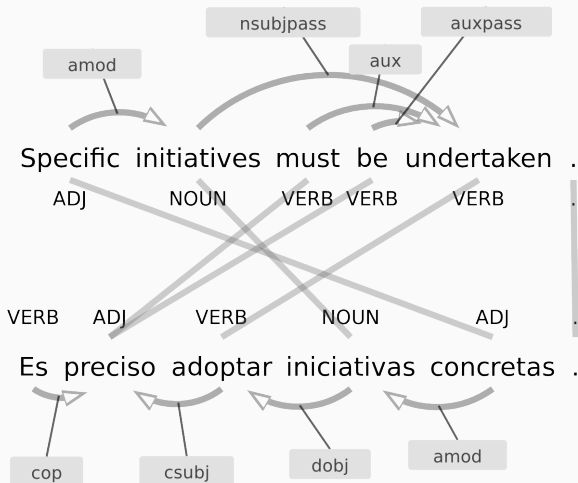 nsubjpass auxpass
amod aux
Specific initiatives must be undertaken .
ADJ NOUN VERB VERB VERB .
VERB ADJ VERB NOUN ADJ .
Es preciso adoptar iniciativas concretas .
cop csubj dobj amod